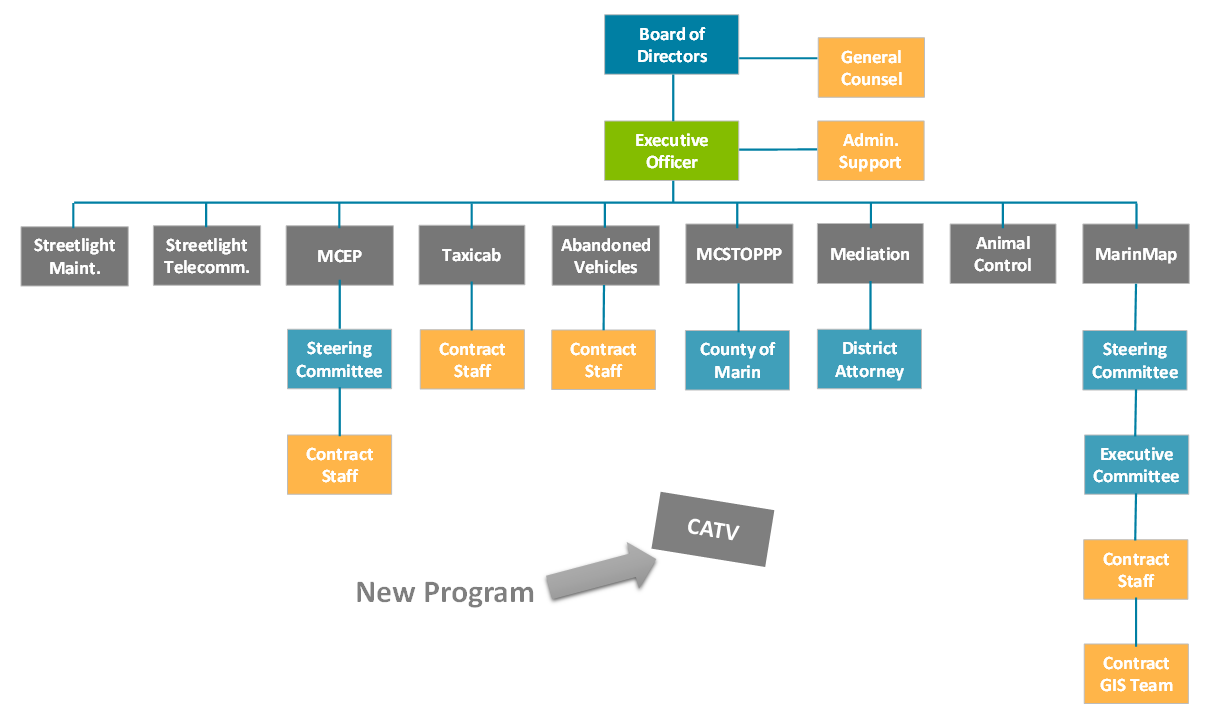 Board of
Directors
General
Counsel
Executive
Officer
Admin.
Support
Streetlight
Maint.
Streetlight
Telecomm.
MCEP
Taxicab
Abandoned
Vehicles
MCSTOPPP
Mediation
Animal
Control
MarinMap
Steering
Committee
Contract
Staff
Contract
Staff
County of
Marin
District
Attorney
Steering
Committee
Contract
Staff
Executive
Committee
CATV
New Program
Contract
Staff
Contract
GIS Team